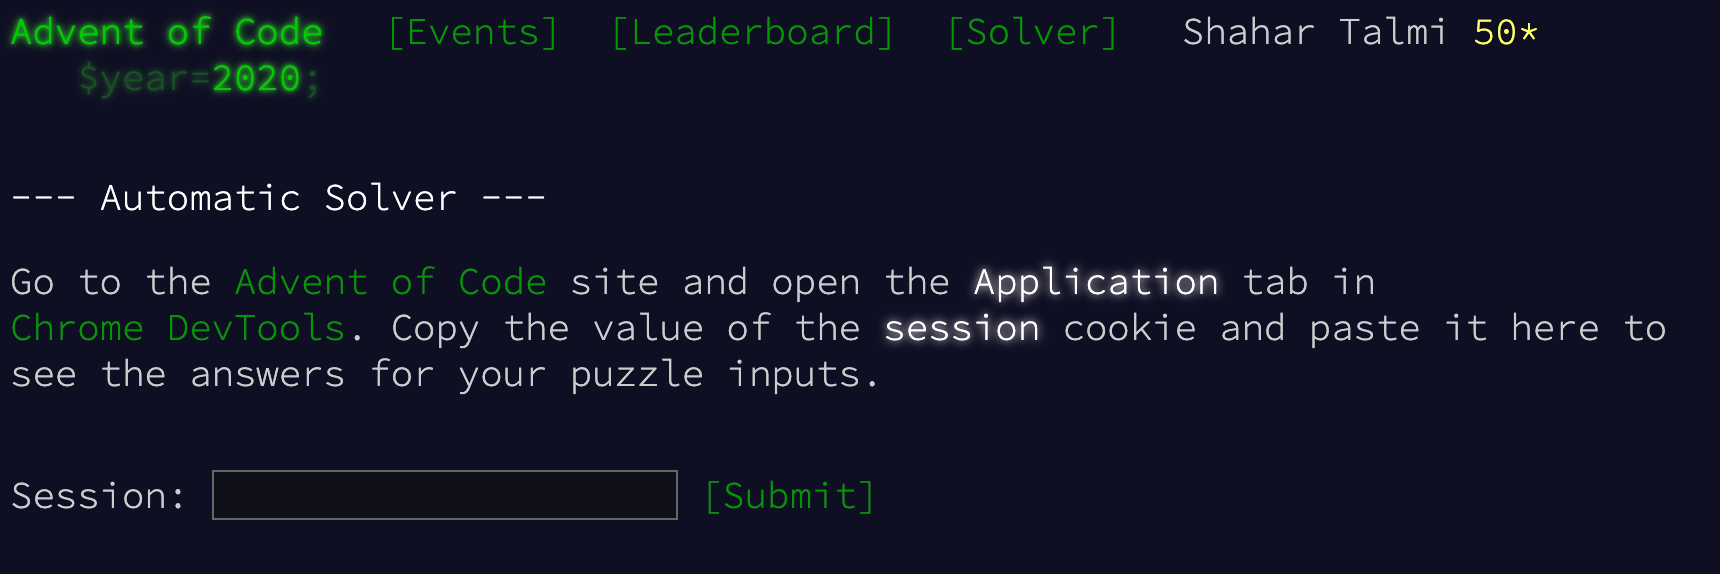 Advent of Code [Events] [Leaderboard] [Solver] Shahar Talmi 50*
$year=2020;
--- Automatic Solver ---
Go to the Advent of Code site and open the Application tab in
Chrome DevTools. Copy the value of the session cookie and paste it here to
see the answers for your puzzle inputs.
Session: [Submit]